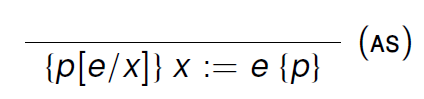 {p[e/x]} x := e {p} (AS)